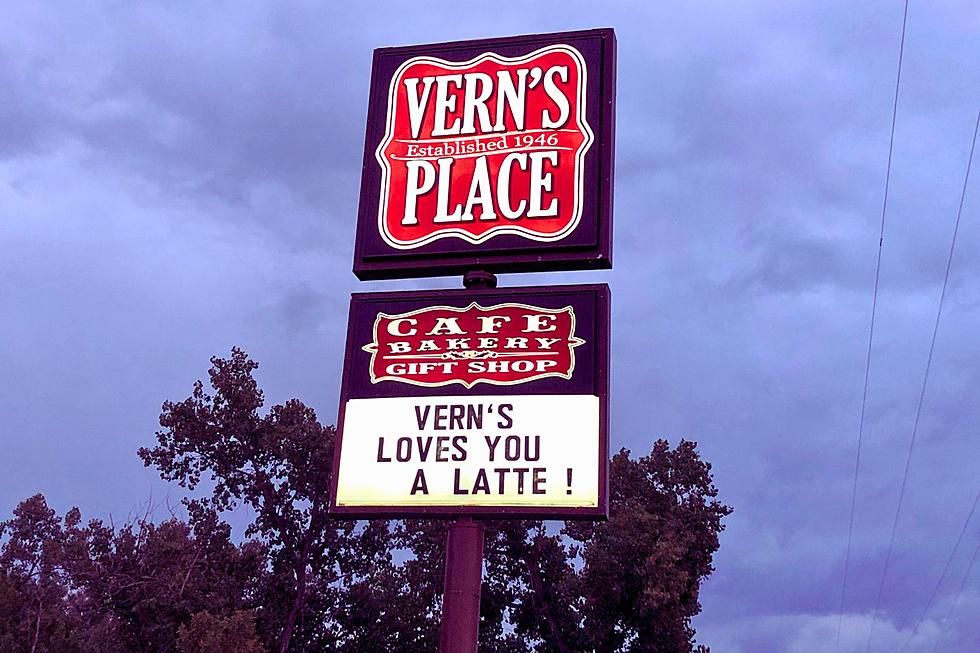 VERN'S
Established 1946
PLACE
CAFE
BAKERY
GIFT SHOP
VERN'S
LOVES YOU
A LATTE !